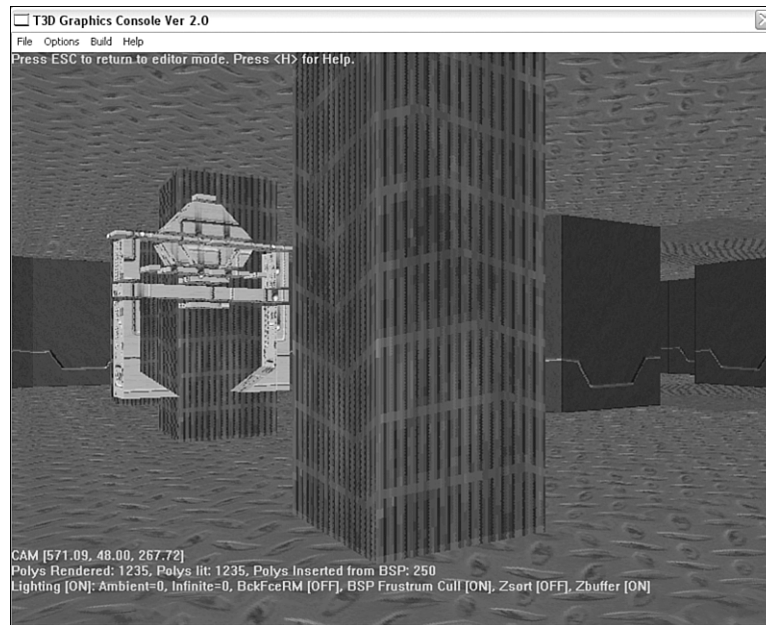 T3D Graphics Console Ver 2.0
File Options Build Help
Press ESC to return to editor mode. Press <H> for Help.
CAM [571.09, 48.00, 267.72]
Polys Rendered: 1235, Polys lit: 1235, Polys Inserted from BSP: 250
Lighting [ON]: Ambient=0, Infinite=0, BckFceRM [OFF], BSP Frustrum Cull [ON], Zsort [OFF], Zbuffer [ON]